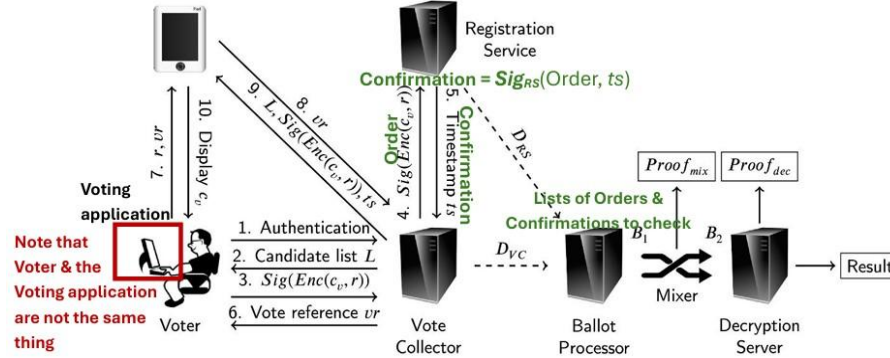 Registration
Service
Confirmation = Sig_RS(Order, ts)
8. vr
9. L, Sig(Enc(c_v, r)), ts
10. Display c_v
7. r, vr
Order
4. Sig(Enc(c_v, r))
5. Timestamp ts
Confirmation
D_RS
Proof_mix
Proof_dec
Voting
application
Lists of Orders &
Confirmations to check
Note that
Voter & the
Voting application
are not the same
thing
1. Authentication
2. Candidate list L
3. Sig(Enc(c_v, r))
6. Vote reference vr
D_VC
B_1
B_2
Result
Mixer
Voter
Vote
Collector
Ballot
Processor
Decryption
Server